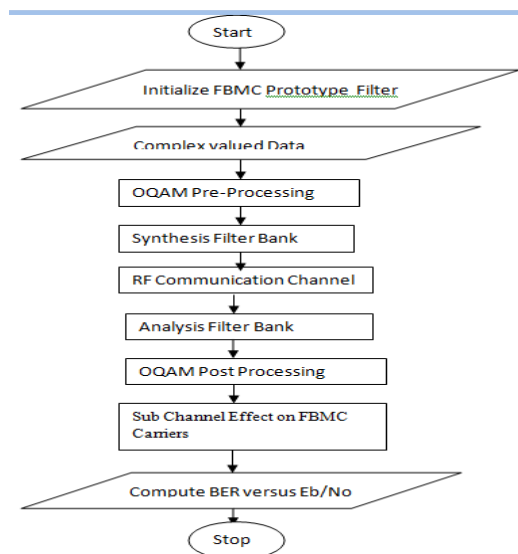 Start
Initialize FBMC Prototype Filter
Complex valued Data
OQAM Pre-Processing
Synthesis Filter Bank
RF Communication Channel
Analysis Filter Bank
OQAM Post Processing
Sub Channel Effect on FBMC
Carriers
Compute BER versus Eb/No
Stop